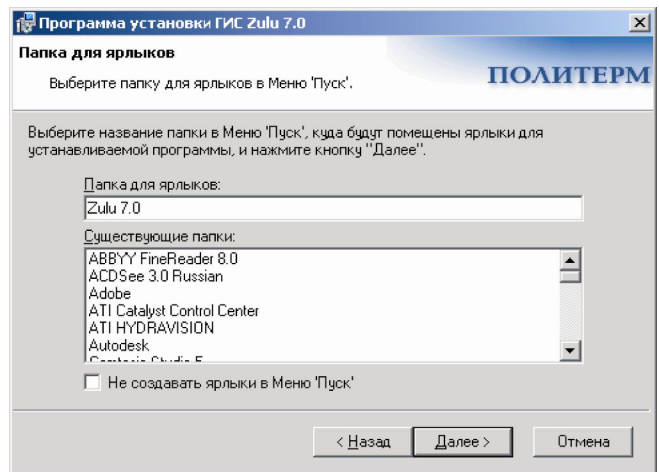 Программа установки ГИС Zulu 7.0
Папка для ярлыков
Выберите папку для ярлыков в Меню 'Пуск'.
ПОЛИТЕРМ
Выберите название папки в Меню 'Пуск', куда будут помещены ярлыки для
устанавливаемой программы, и нажмите кнопку "Далее".
Папка для ярлыков:
Zulu 7.0
Существующие папки:
ABBYY FineReader 8.0
ACDSee 3.0 Russian
Adobe
ATI Catalyst Control Center
ATI HYDRAVISION
Autodesk
Не создавать ярлыки в Меню 'Пуск'
< Назад Далее > Отмена